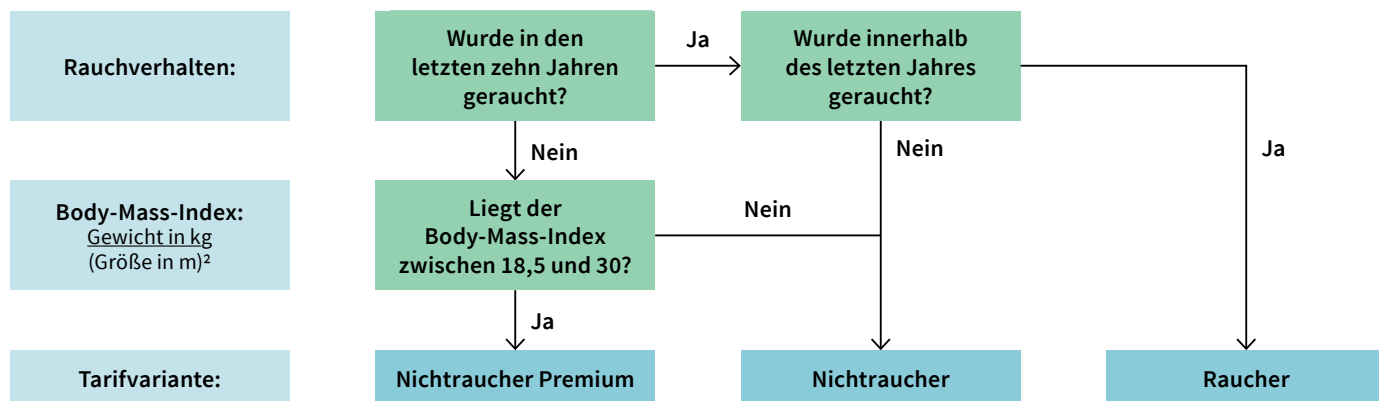 Rauchverhalten:
Wurde in den
letzten zehn Jahren
geraucht?
Ja
Wurde innerhalb
des letzten Jahres
geraucht?
Nein
Nein
Ja
Body-Mass-Index:
Gewicht in kg
(Größe in m)²
Liegt der
Body-Mass-Index
zwischen 18,5 und 30?
Nein
Ja
Tarifvariante:
Nichtraucher Premium
Nichtraucher
Raucher